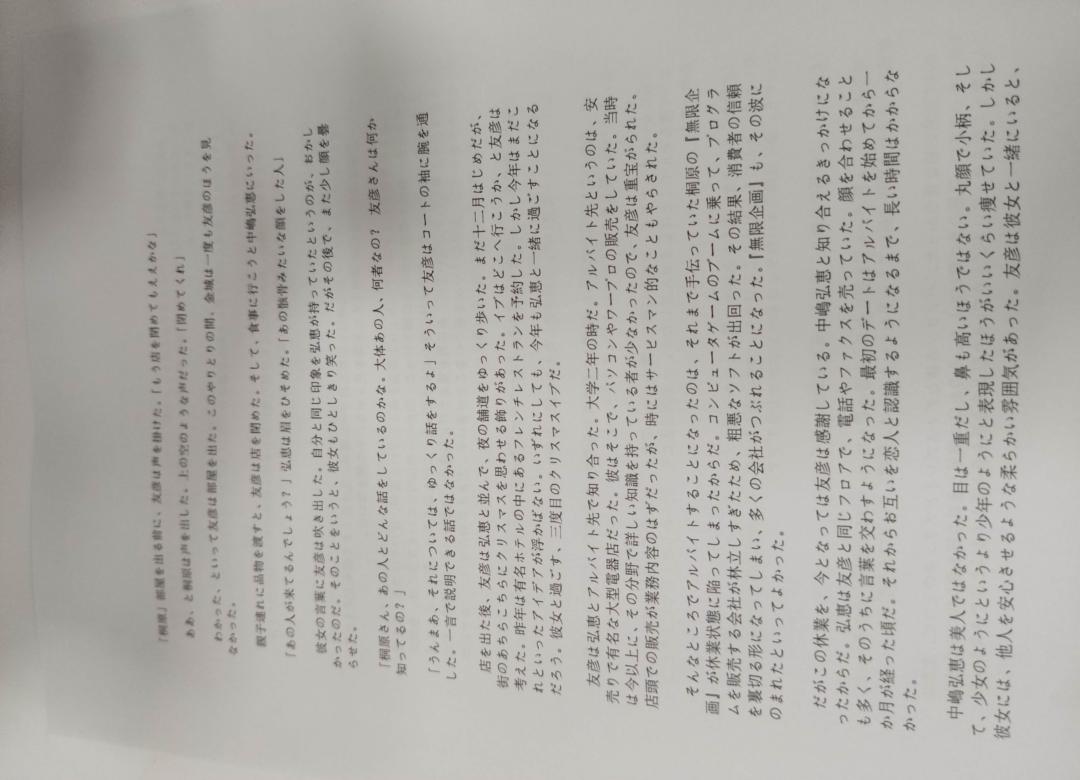 「桐原」部屋を出る前に、友彦は声を掛けた。「もう店を閉めてもええかな」
ああ、と桐原は声を出した。上の空のような声だった。「閉めてくれ」
わかった、といって友彦は部屋を出た。このやりとりの間、金城は一度も友彦のほうを見
なかった。
親子連れに品物を渡すと、友彦は店を閉めた。そして、食事に行こうと中嶋弘恵にいった。
「あの人が来てるんでしょう？」弘恵は眉をひそめた。「あの骸骨みたいな顔をした人」
彼女の言葉に友彦は吹き出した。自分と同じ印象を弘恵が持っていたというのが、おかし
かったのだ。そのことをいうと、彼女もひとしきり笑った。だがその後で、また少し顔を曇
らせた。
「桐原さん、あの人とどんな話をしているのかな。大体あの人、何者なの？　友彦さんは何か
知ってるの？」
「うんまあ、それについては、ゆっくり話をするよ」そういって友彦はコートの袖に腕を通
した。一言で説明できる話ではなかった。
店を出た後、友彦は弘恵と並んで、夜の舗道をゆっくり歩いた。まだ十二月はじめだが、
街のあちらこちらにクリスマスを思わせる飾りがあった。イブはどこへ行こうか、と友彦は
考えた。昨年は有名ホテルの中にあるフレンチレストランを予約した。しかし今年はまだこ
れといったアイデアが浮かばない。いずれにしても、今年も弘恵と一緒に過ごすことになる
だろう。彼女と過ごす、三度目のクリスマスイブだ。
友彦は弘恵とアルバイト先で知り合った。大学二年の時だ。アルバイト先というのは、安
売りで有名な大型電器店だった。彼はそこで、パソコンやワープロの販売をしていた。当時
は今以上に、その分野で詳しい知識を持っている者が少なかったので、友彦は重宝がられた。
店頭での販売が業務内容のはずだったが、時にはサービスマン的なこともやらされた。
そんなところでアルバイトすることになったのは、それまで手伝っていた桐原の『無限企
画』が休業状態に陥ってしまったからだ。コンピュータゲームのブームに乗って、プログラ
ムを販売する会社が林立しすぎたため、粗悪なソフトが出回った。その結果、消費者の信頼
を裏切る形になってしまい、多くの会社がつぶれることになった。『無限企画』も、その波に
のまれたといってよかった。
だがこの休業を、今となっては友彦は感謝している。中嶋弘恵と知り合えるきっかけにな
ったからだ。弘恵は友彦と同じフロアで、電話やファクスを売っていた。顔を合わせること
も多く、そのうちに言葉を交わすようになった。最初のデートはアルバイトを始めてから一
か月が経った頃だ。それからお互いを恋人と認識するようになるまで、長い時間はかからな
かった。
中嶋弘恵は美人ではなかった。目は一重だし、鼻も高いほうではない。丸顔で小柄、そし
て、少女のようにというより少年のようにと表現したほうがいいくらい痩せていた。しかし
彼女には、他人を安心させるような柔らかい雰囲気があった。友彦は彼女と一緒にいると、